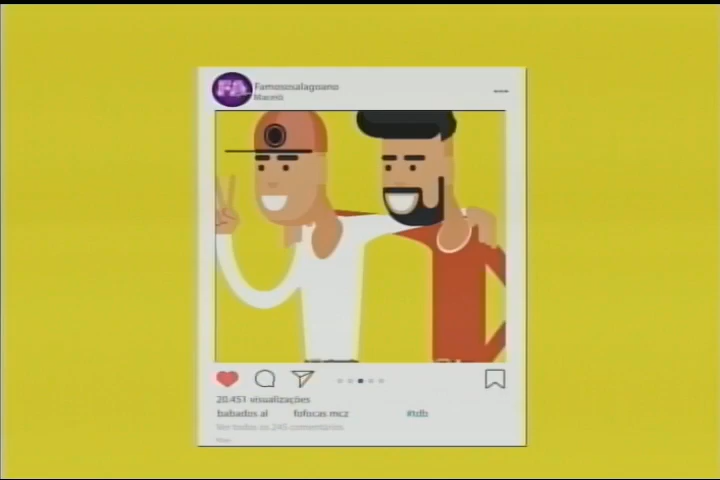 FA
Famososalagoano
Maceió
20.451 visualizações
babados.al fofocas mcz #tdb
Ver todos os 245 comentários